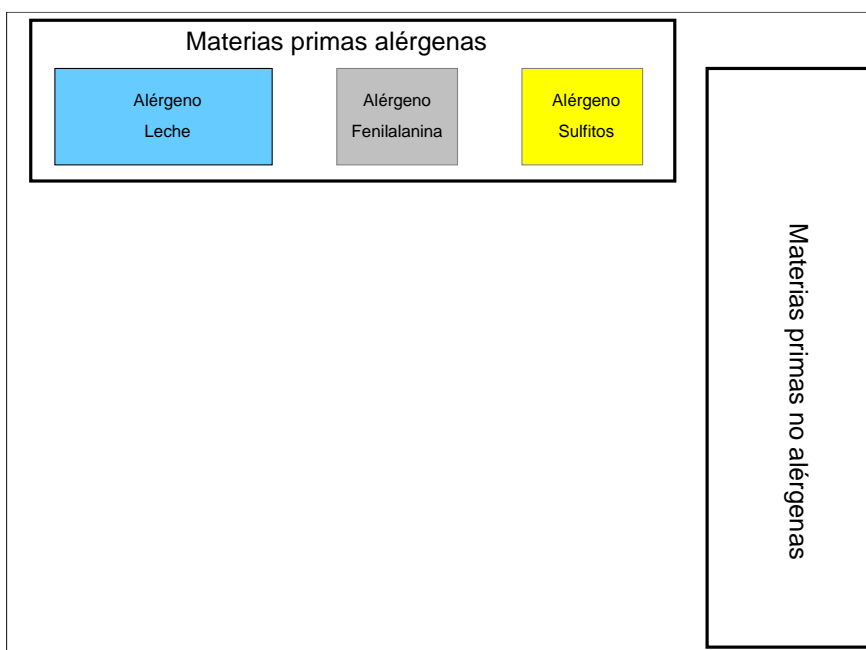 Materias primas alérgenas
Alérgeno
Leche
Alérgeno
Fenilalanina
Alérgeno
Sulfitos
Materias primas no alérgenas